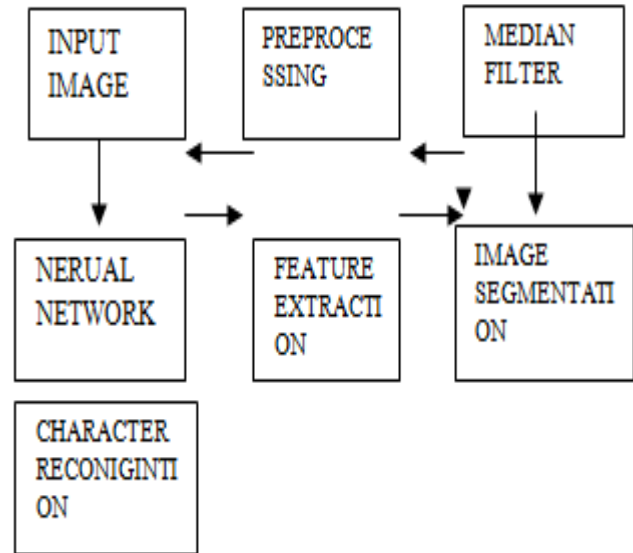 INPUT
IMAGE
PREPROCE
SSING
MEDIAN
FILTER
NERUAL
NETWORK
FEATURE
EXTRACTI
ON
IMAGE
SEGMENTATI
ON
CHARACTER
RECONIGINTI
ON